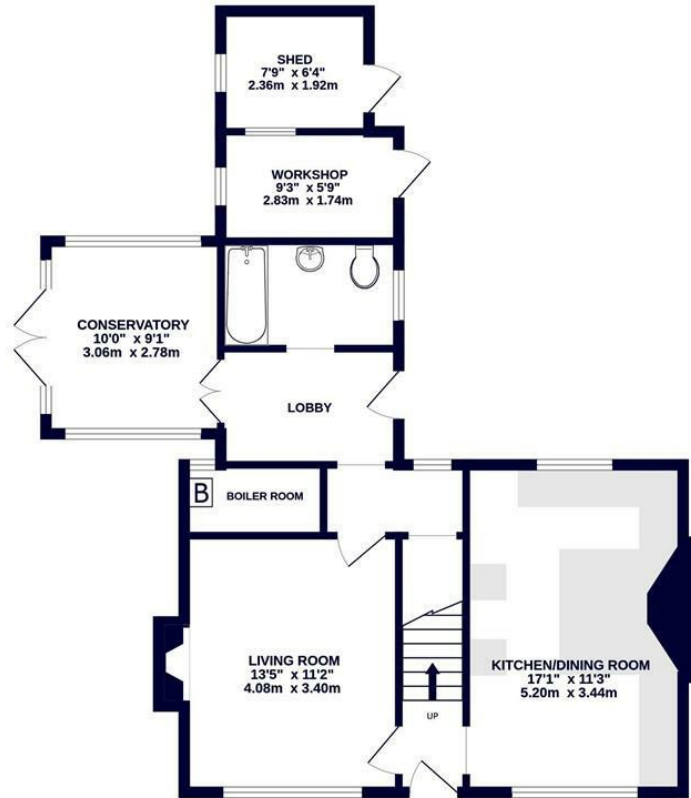 SHED
7'9" x 6'4"
2.36m x 1.92m
WORKSHOP
9'3" x 5'9"
2.83m x 1.74m
CONSERVATORY
10'0" x 9'1"
3.06m x 2.78m
LOBBY
B
BOILER ROOM
LIVING ROOM
13'5" x 11'2"
4.08m x 3.40m
UP
KITCHEN/DINING ROOM
17'1" x 11'3"
5.20m x 3.44m